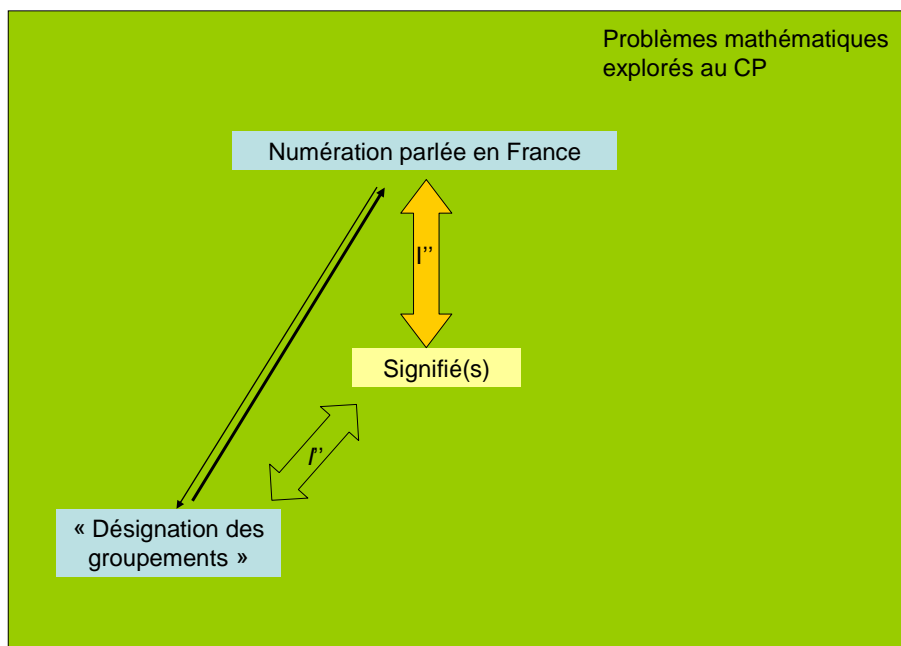 Problèmes mathématiques
explorés au CP
Numération parlée en France
I’’
Signifié(s)
I’’
« Désignation des
groupements »